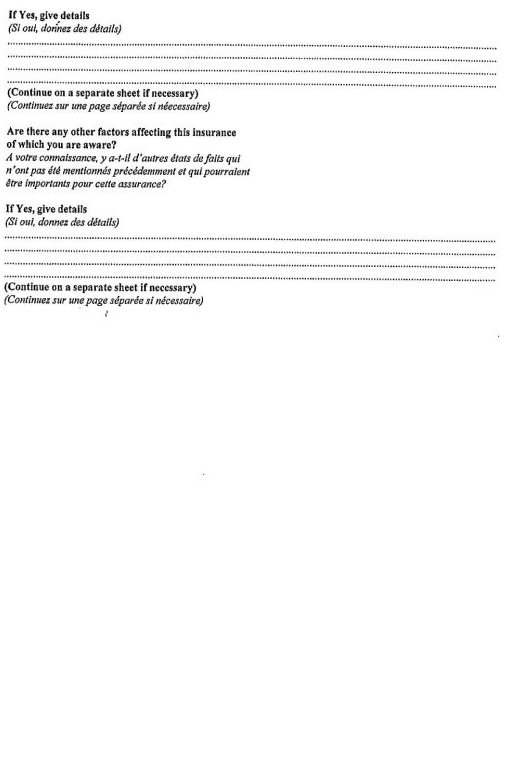 If Yes, give details
(Si oui, donnez des détails)
(Continue on a separate sheet if necessary)
(Continuez sur une page séparée si néecessaire)
Are there any other factors affecting this insurance
of which you are aware?
A votre connaissance, y a-t-il d'autres états de faits qui
n'ont pas été mentionnés précédemment et qui pourraient
être importants pour cette assurance?
If Yes, give details
(Si oui, donnez des détails)
(Continue on a separate sheet if necessary)
(Continuez sur une page séparée si nécessaire)